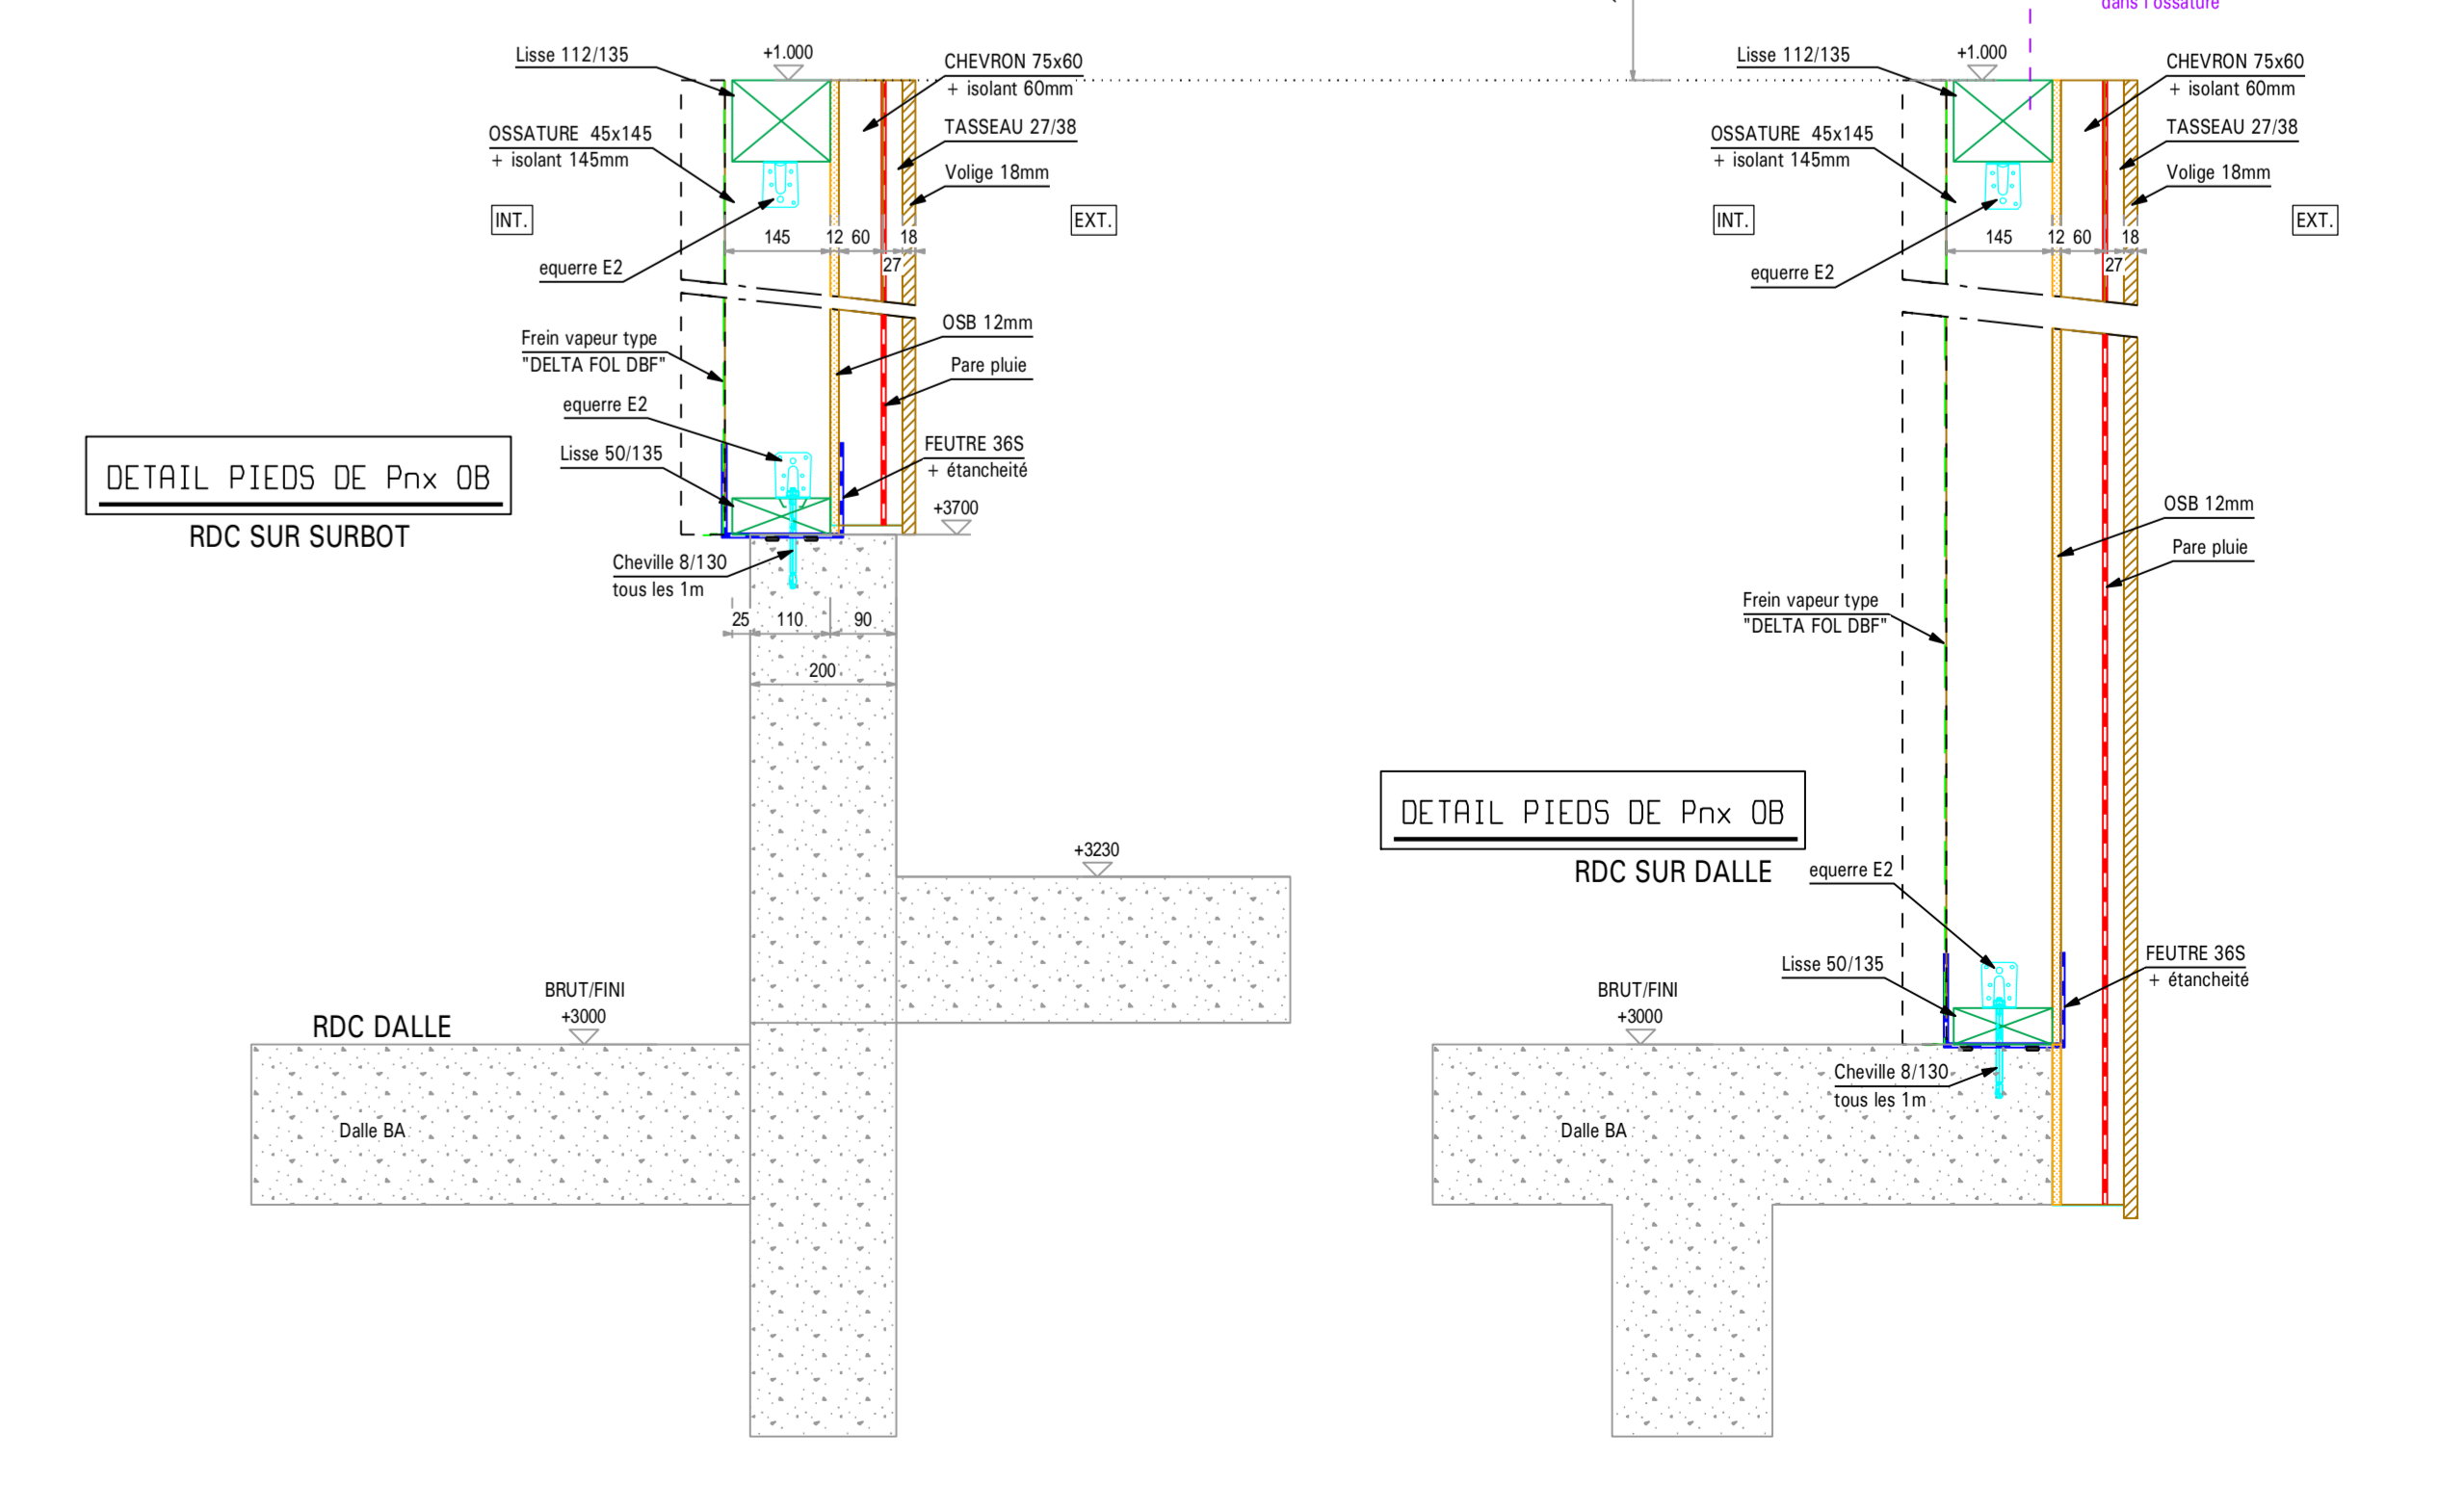 dans l'ossature
Lisse 112/135
+1.000
CHEVRON 75x60
+ isolant 60mm
OSSATURE 45x145
+ isolant 145mm
TASSEAU 27/38
Volige 18mm
INT.
EXT.
145
12
60
18
27
equerre E2
OSB 12mm
Frein vapeur type
"DELTA FOL DBF"
Pare pluie
equerre E2
FEUTRE 36S
+ étancheité
Lisse 50/135
DETAIL PIEDS DE Pnx OB
RDC SUR SURBOT
+3700
Cheville 8/130
tous les 1m
25
110
90
200
+3230
BRUT/FINI
+3000
RDC DALLE
Dalle BA
Lisse 112/135
+1.000
CHEVRON 75x60
+ isolant 60mm
OSSATURE 45x145
+ isolant 145mm
TASSEAU 27/38
Volige 18mm
INT.
EXT.
145
12
60
18
27
equerre E2
OSB 12mm
Pare pluie
Frein vapeur type
"DELTA FOL DBF"
DETAIL PIEDS DE Pnx OB
RDC SUR DALLE
equerre E2
FEUTRE 36S
+ étancheité
Lisse 50/135
BRUT/FINI
+3000
Cheville 8/130
tous les 1m
Dalle BA